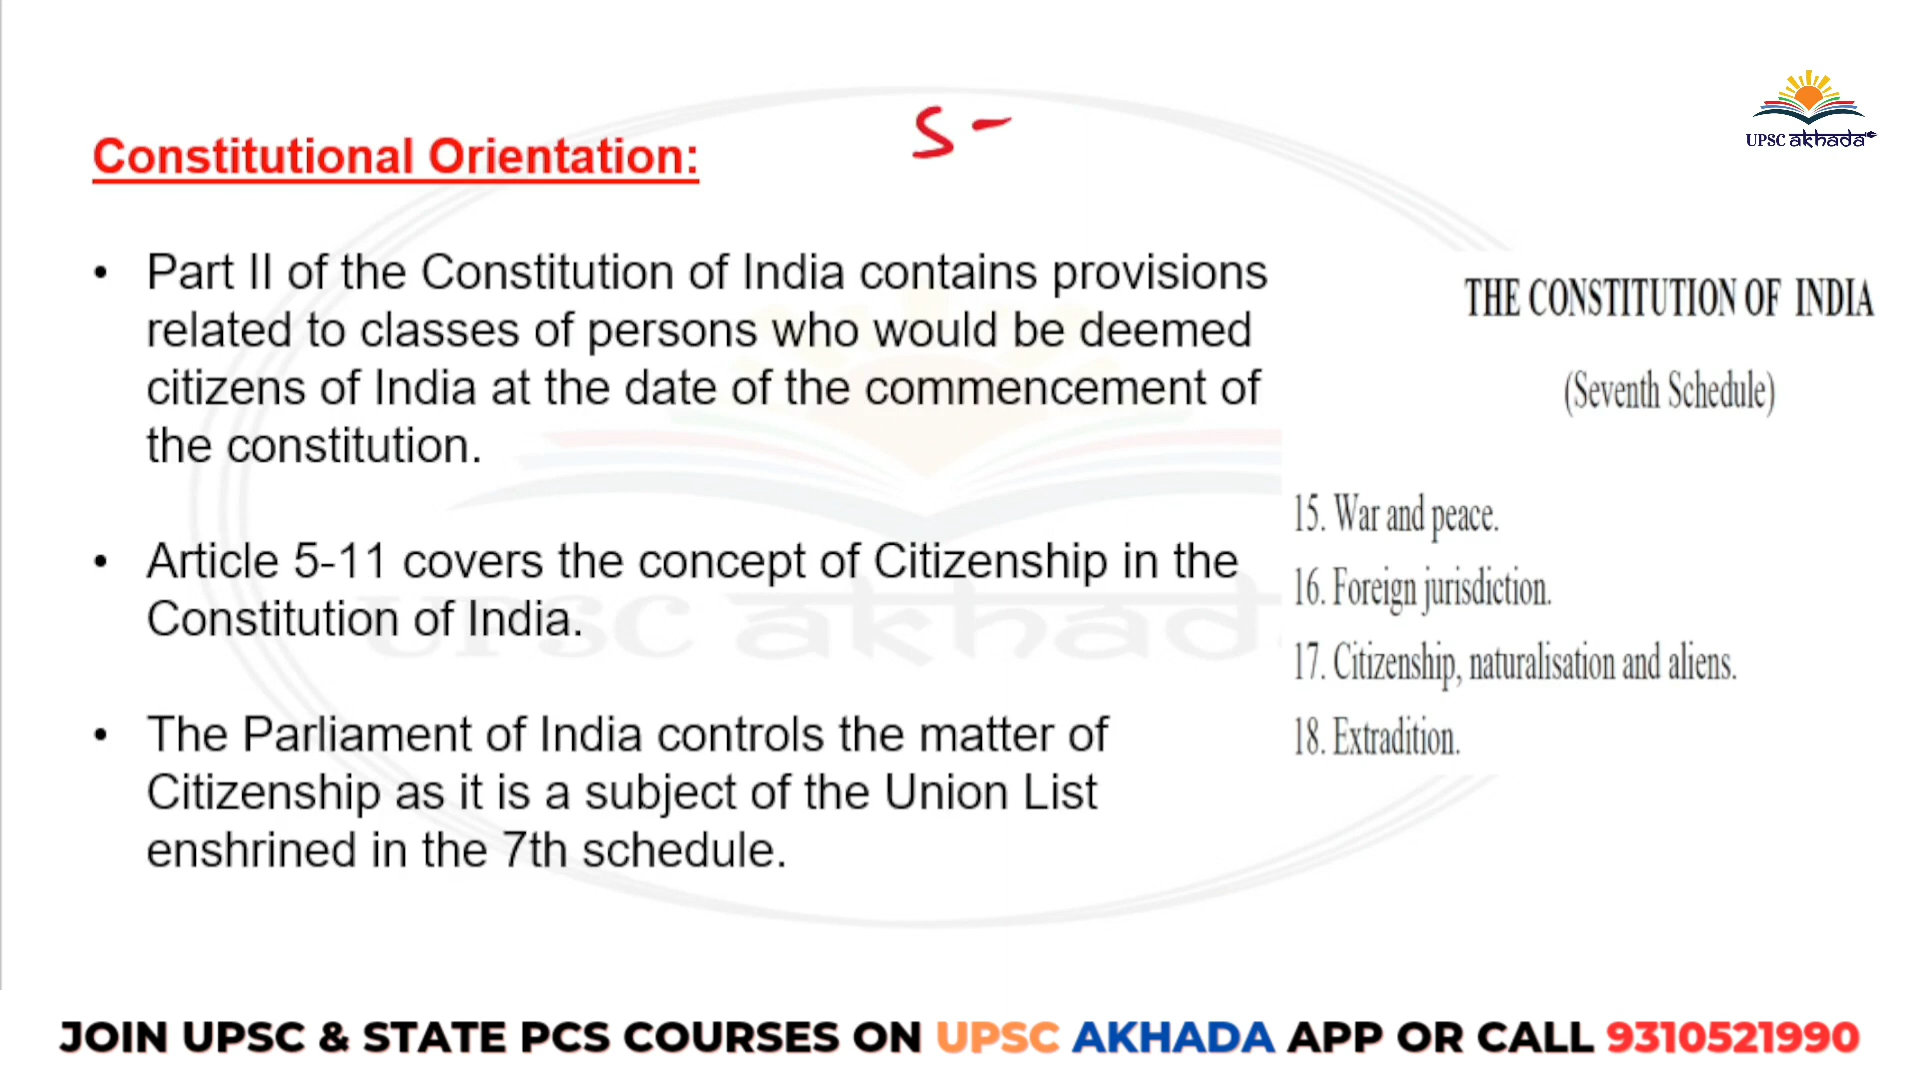 S -
UPSC akhada
Constitutional Orientation:
• Part II of the Constitution of India contains provisions
related to classes of persons who would be deemed
citizens of India at the date of the commencement of
the constitution.
• Article 5-11 covers the concept of Citizenship in the
Constitution of India.
• The Parliament of India controls the matter of
Citizenship as it is a subject of the Union List
enshrined in the 7th schedule.
THE CONSTITUTION OF INDIA
(Seventh Schedule)
15. War and peace.
16. Foreign jurisdiction.
17. Citizenship, naturalisation and aliens.
18. Extradition.
UPSC akhad
JOIN UPSC & STATE PCS COURSES ON UPSC AKHADA APP OR CALL 9310521990